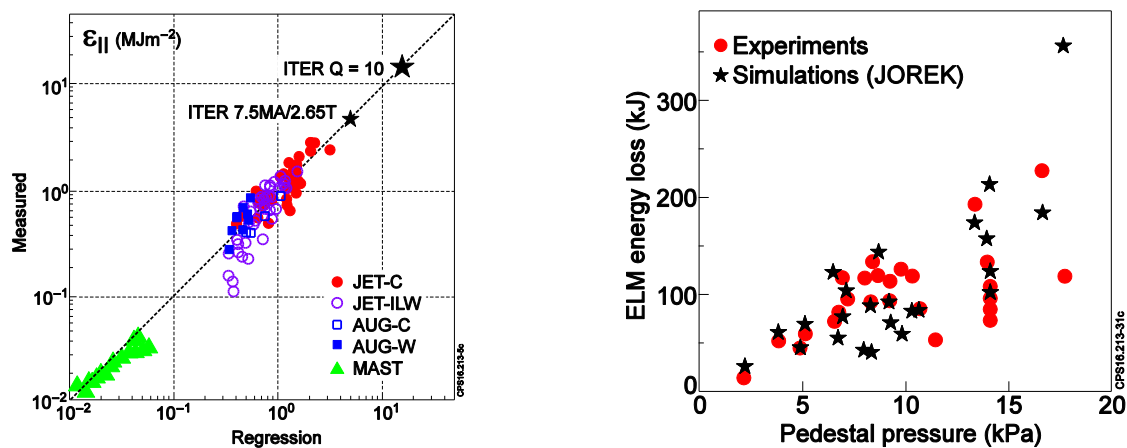 ε|| (MJm⁻²)
ITER Q = 10
ITER 7.5MA/2.65T
Measured
10¹
10⁰
10⁻¹
10⁻²
JET-C
JET-ILW
AUG-C
AUG-W
MAST
10⁻² 10⁻¹ 10⁰ 10¹
Regression
CPS16.213-5c
Experiments
Simulations (JOREK)
ELM energy loss (kJ)
300
200
100
0
0 5 10 15 20
Pedestal pressure (kPa)
CPS16.213-31c